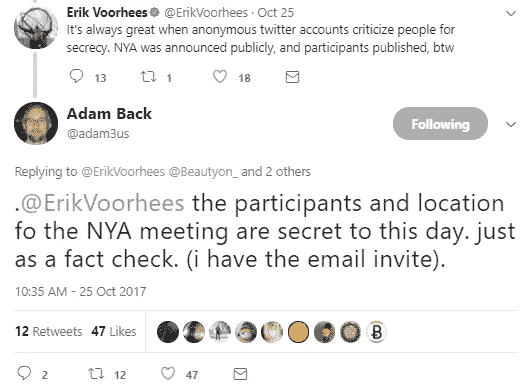 Erik Voorhees @ErikVoorhees · Oct 25
It's always great when anonymous twitter accounts criticize people for
secrecy. NYA was announced publicly, and participants published, btw
13 1 18
Adam Back
@adam3us
Following
Replying to @ErikVoorhees @Beautyon_ and 2 others
.@ErikVoorhees the participants and location
fo the NYA meeting are secret to this day. just
as a fact check. (i have the email invite).
10:35 AM - 25 Oct 2017
12 Retweets 47 Likes
2 12 47